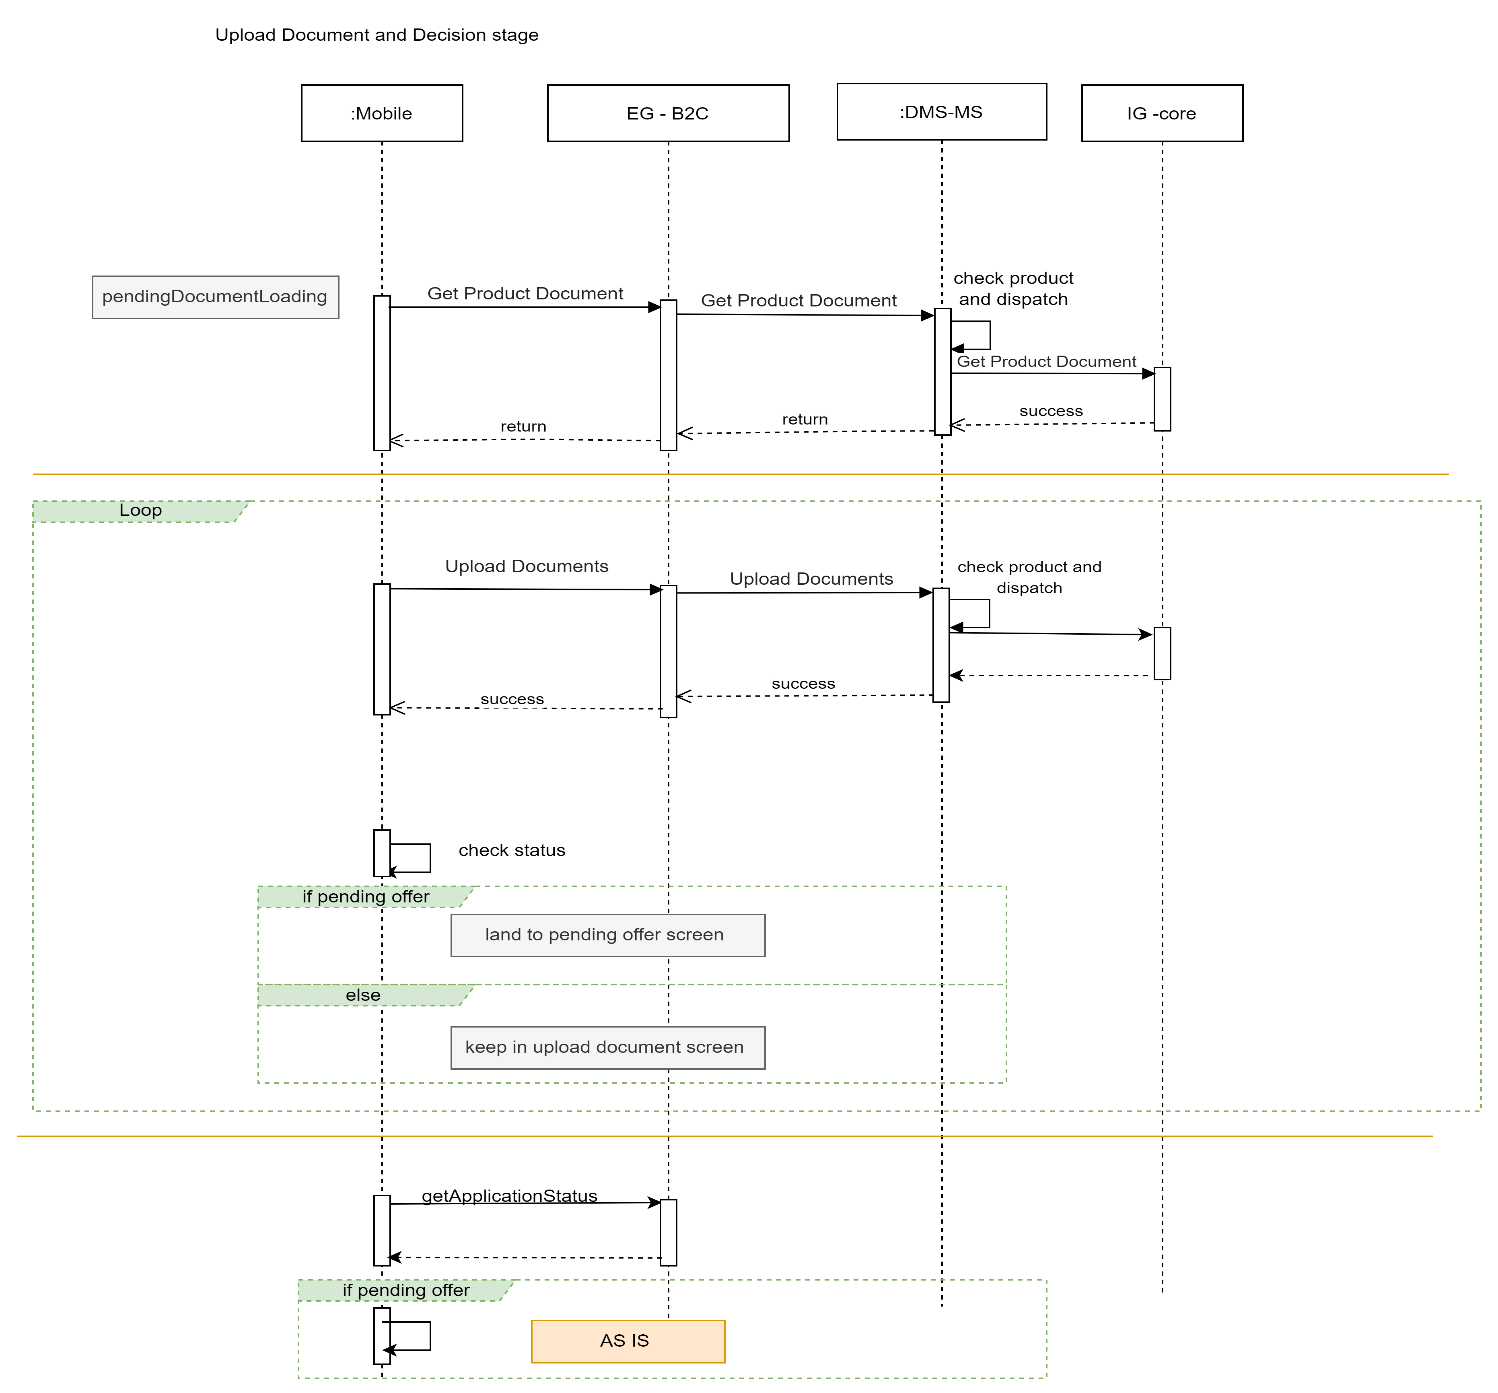 Upload Document and Decision stage
:Mobile
EG - B2C
:DMS-MS
IG -core
pendingDocumentLoading
Get Product Document
Get Product Document
check product
and dispatch
Get Product Document
success
return
return
Loop
Upload Documents
Upload Documents
check product and
dispatch
success
success
check status
if pending offer
land to pending offer screen
else
keep in upload document screen
getApplicationStatus
if pending offer
AS IS